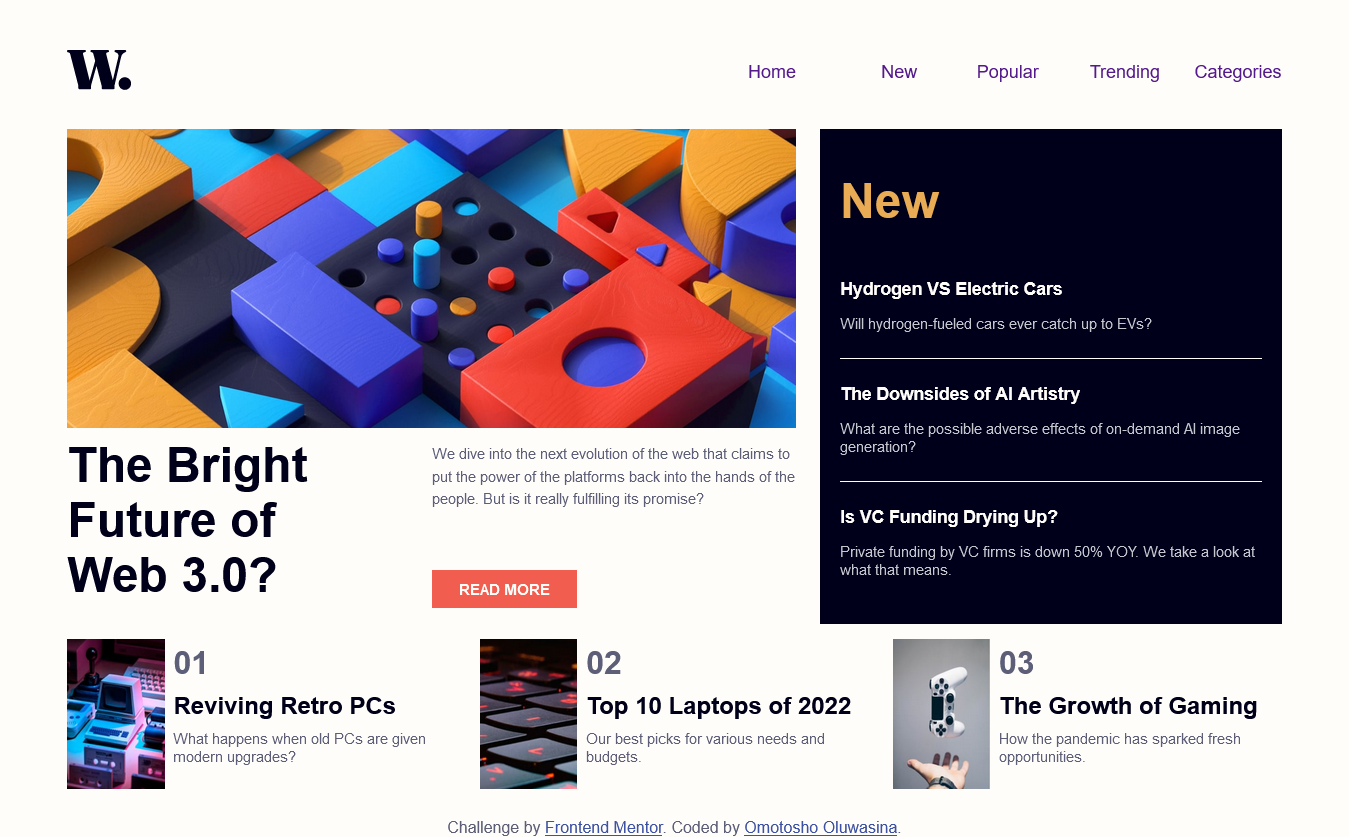 W.
Home New Popular Trending Categories
The Bright
Future of
Web 3.0?
We dive into the next evolution of the web that claims to
put the power of the platforms back into the hands of the
people. But is it really fulfilling its promise?
READ MORE
New
Hydrogen VS Electric Cars
Will hydrogen-fueled cars ever catch up to EVs?
The Downsides of AI Artistry
What are the possible adverse effects of on-demand AI image
generation?
Is VC Funding Drying Up?
Private funding by VC firms is down 50% YOY. We take a look at
what that means.
01
Reviving Retro PCs
What happens when old PCs are given
modern upgrades?
02
Top 10 Laptops of 2022
Our best picks for various needs and
budgets.
03
The Growth of Gaming
How the pandemic has sparked fresh
opportunities.
Challenge by Frontend Mentor. Coded by Omotosho Oluwasina.